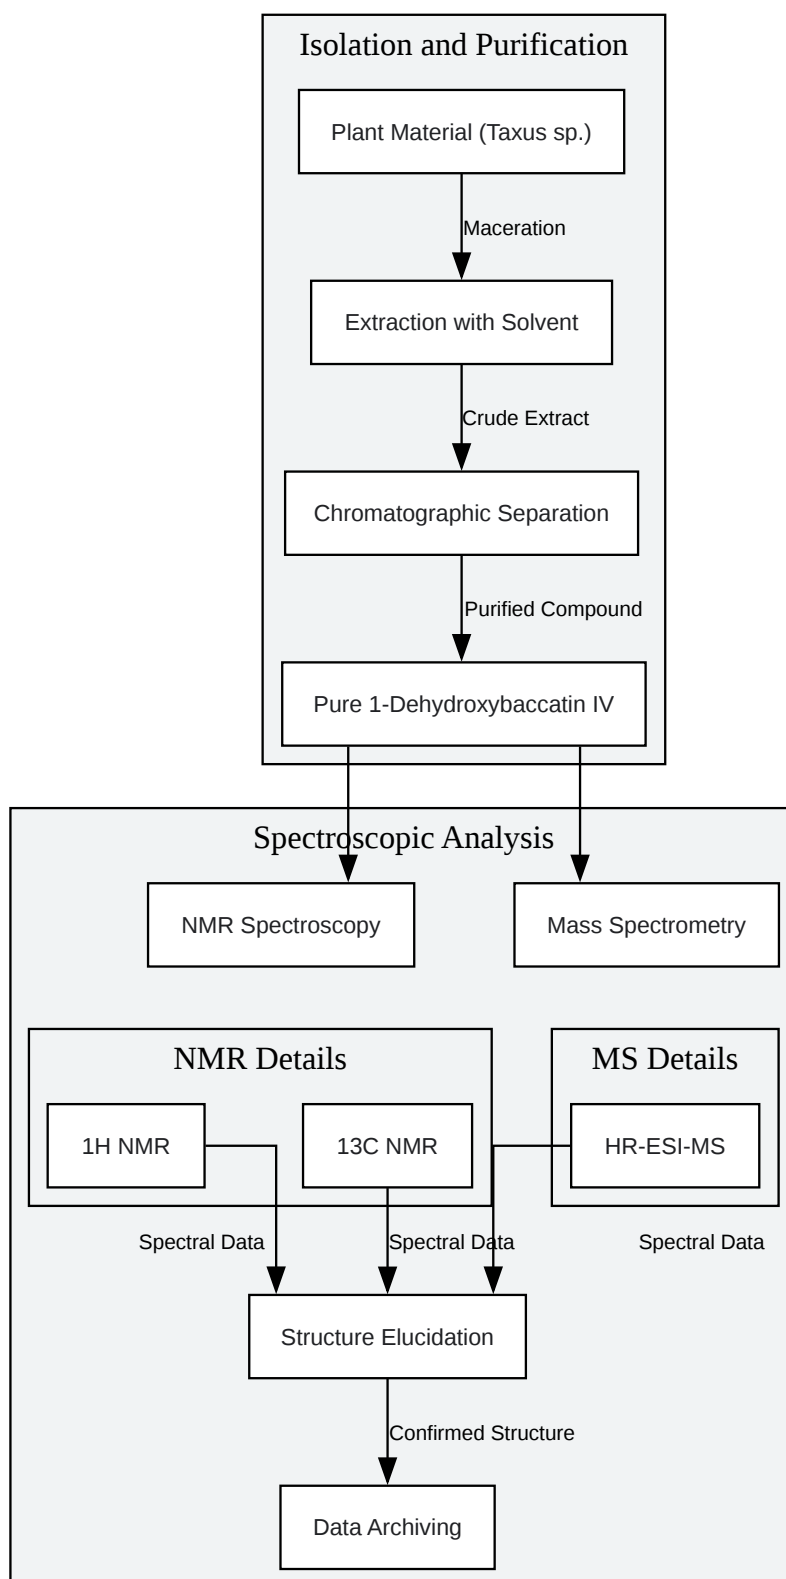 Isolation and Purification
Plant Material (Taxus sp.)
Maceration
Extraction with Solvent
Crude Extract
Chromatographic Separation
Purified Compound
Pure 1-Dehydroxybaccatin IV
Spectroscopic Analysis
NMR Spectroscopy
Mass Spectrometry
NMR Details
MS Details
1H NMR
13C NMR
HR-ESI-MS
Spectral Data
Spectral Data
Spectral Data
Structure Elucidation
Confirmed Structure
Data Archiving